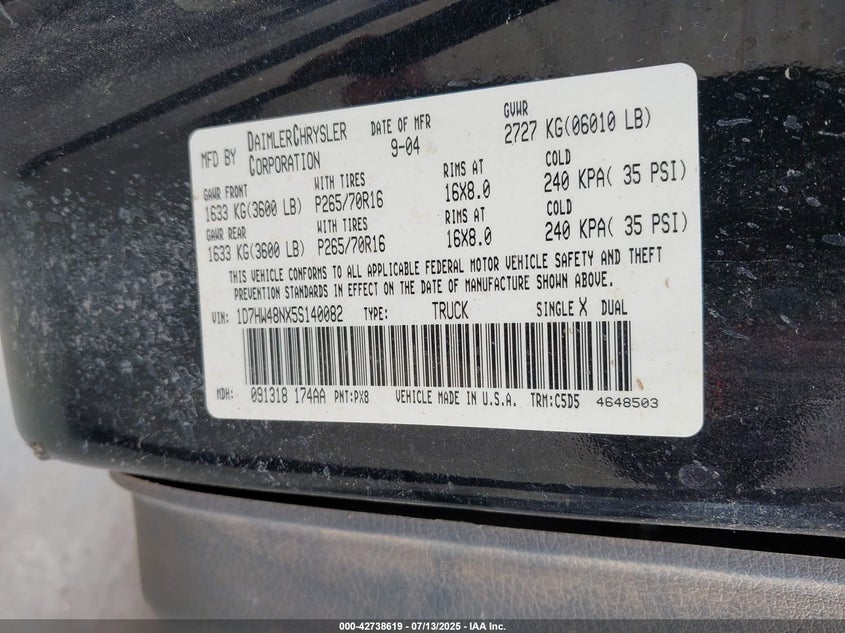 MFD BY DAIMLERCHRYSLER CORPORATION DATE OF MFR 9-04 GVWR 2727 KG(06010 LB)
GAWR FRONT WITH TIRES RIMS AT COLD
1633 KG(3600 LB) P265/70R16 16X8.0 240 KPA( 35 PSI)
GAWR REAR WITH TIRES RIMS AT COLD
1633 KG(3600 LB) P265/70R16 16X8.0 240 KPA( 35 PSI)
THIS VEHICLE CONFORMS TO ALL APPLICABLE FEDERAL MOTOR VEHICLE SAFETY AND THEFT
PREVENTION STANDARDS IN EFFECT ON THE DATE OF MANUFACTURE SHOWN ABOVE.
VIN: 1D7HW48NX5S140082 TYPE: TRUCK SINGLE X DUAL
MDH: 091318 174AA PNT:PX8 VEHICLE MADE IN U.S.A. TRM:C5D5 4648503
000-42738619 - 07/13/2025 - IAA Inc.